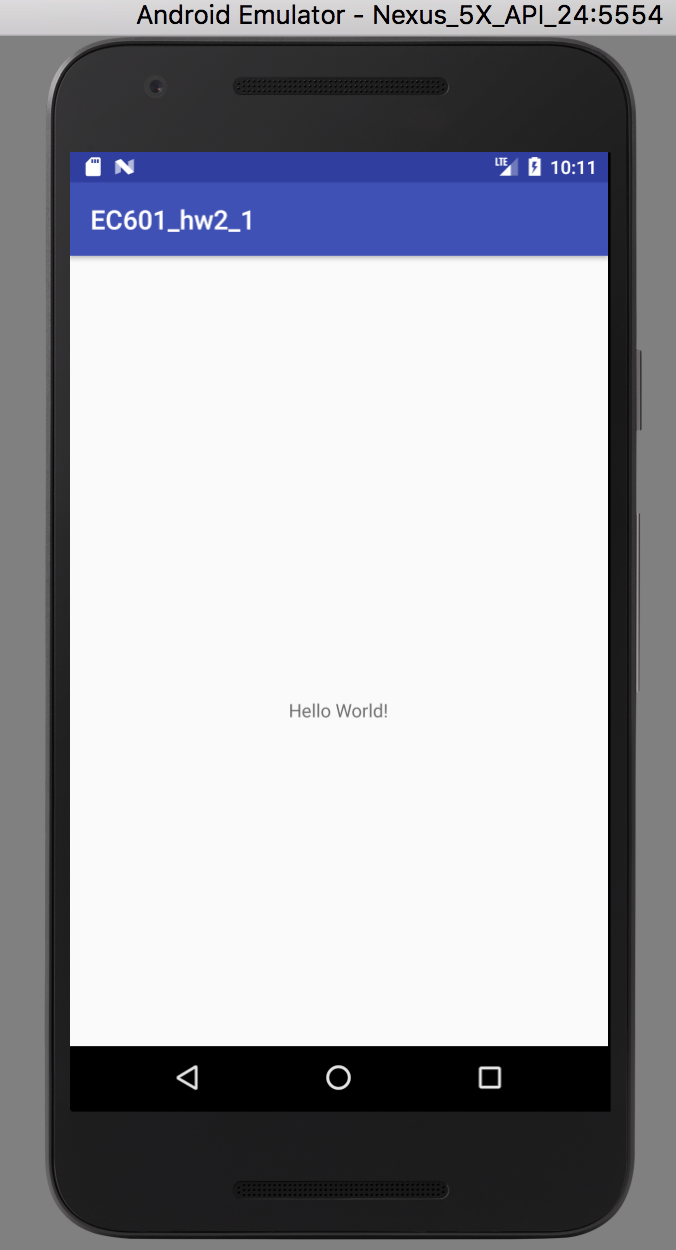 Android Emulator - Nexus_5X_API_24:5554
LTE 10:11
EC601_hw2_1
Hello World!